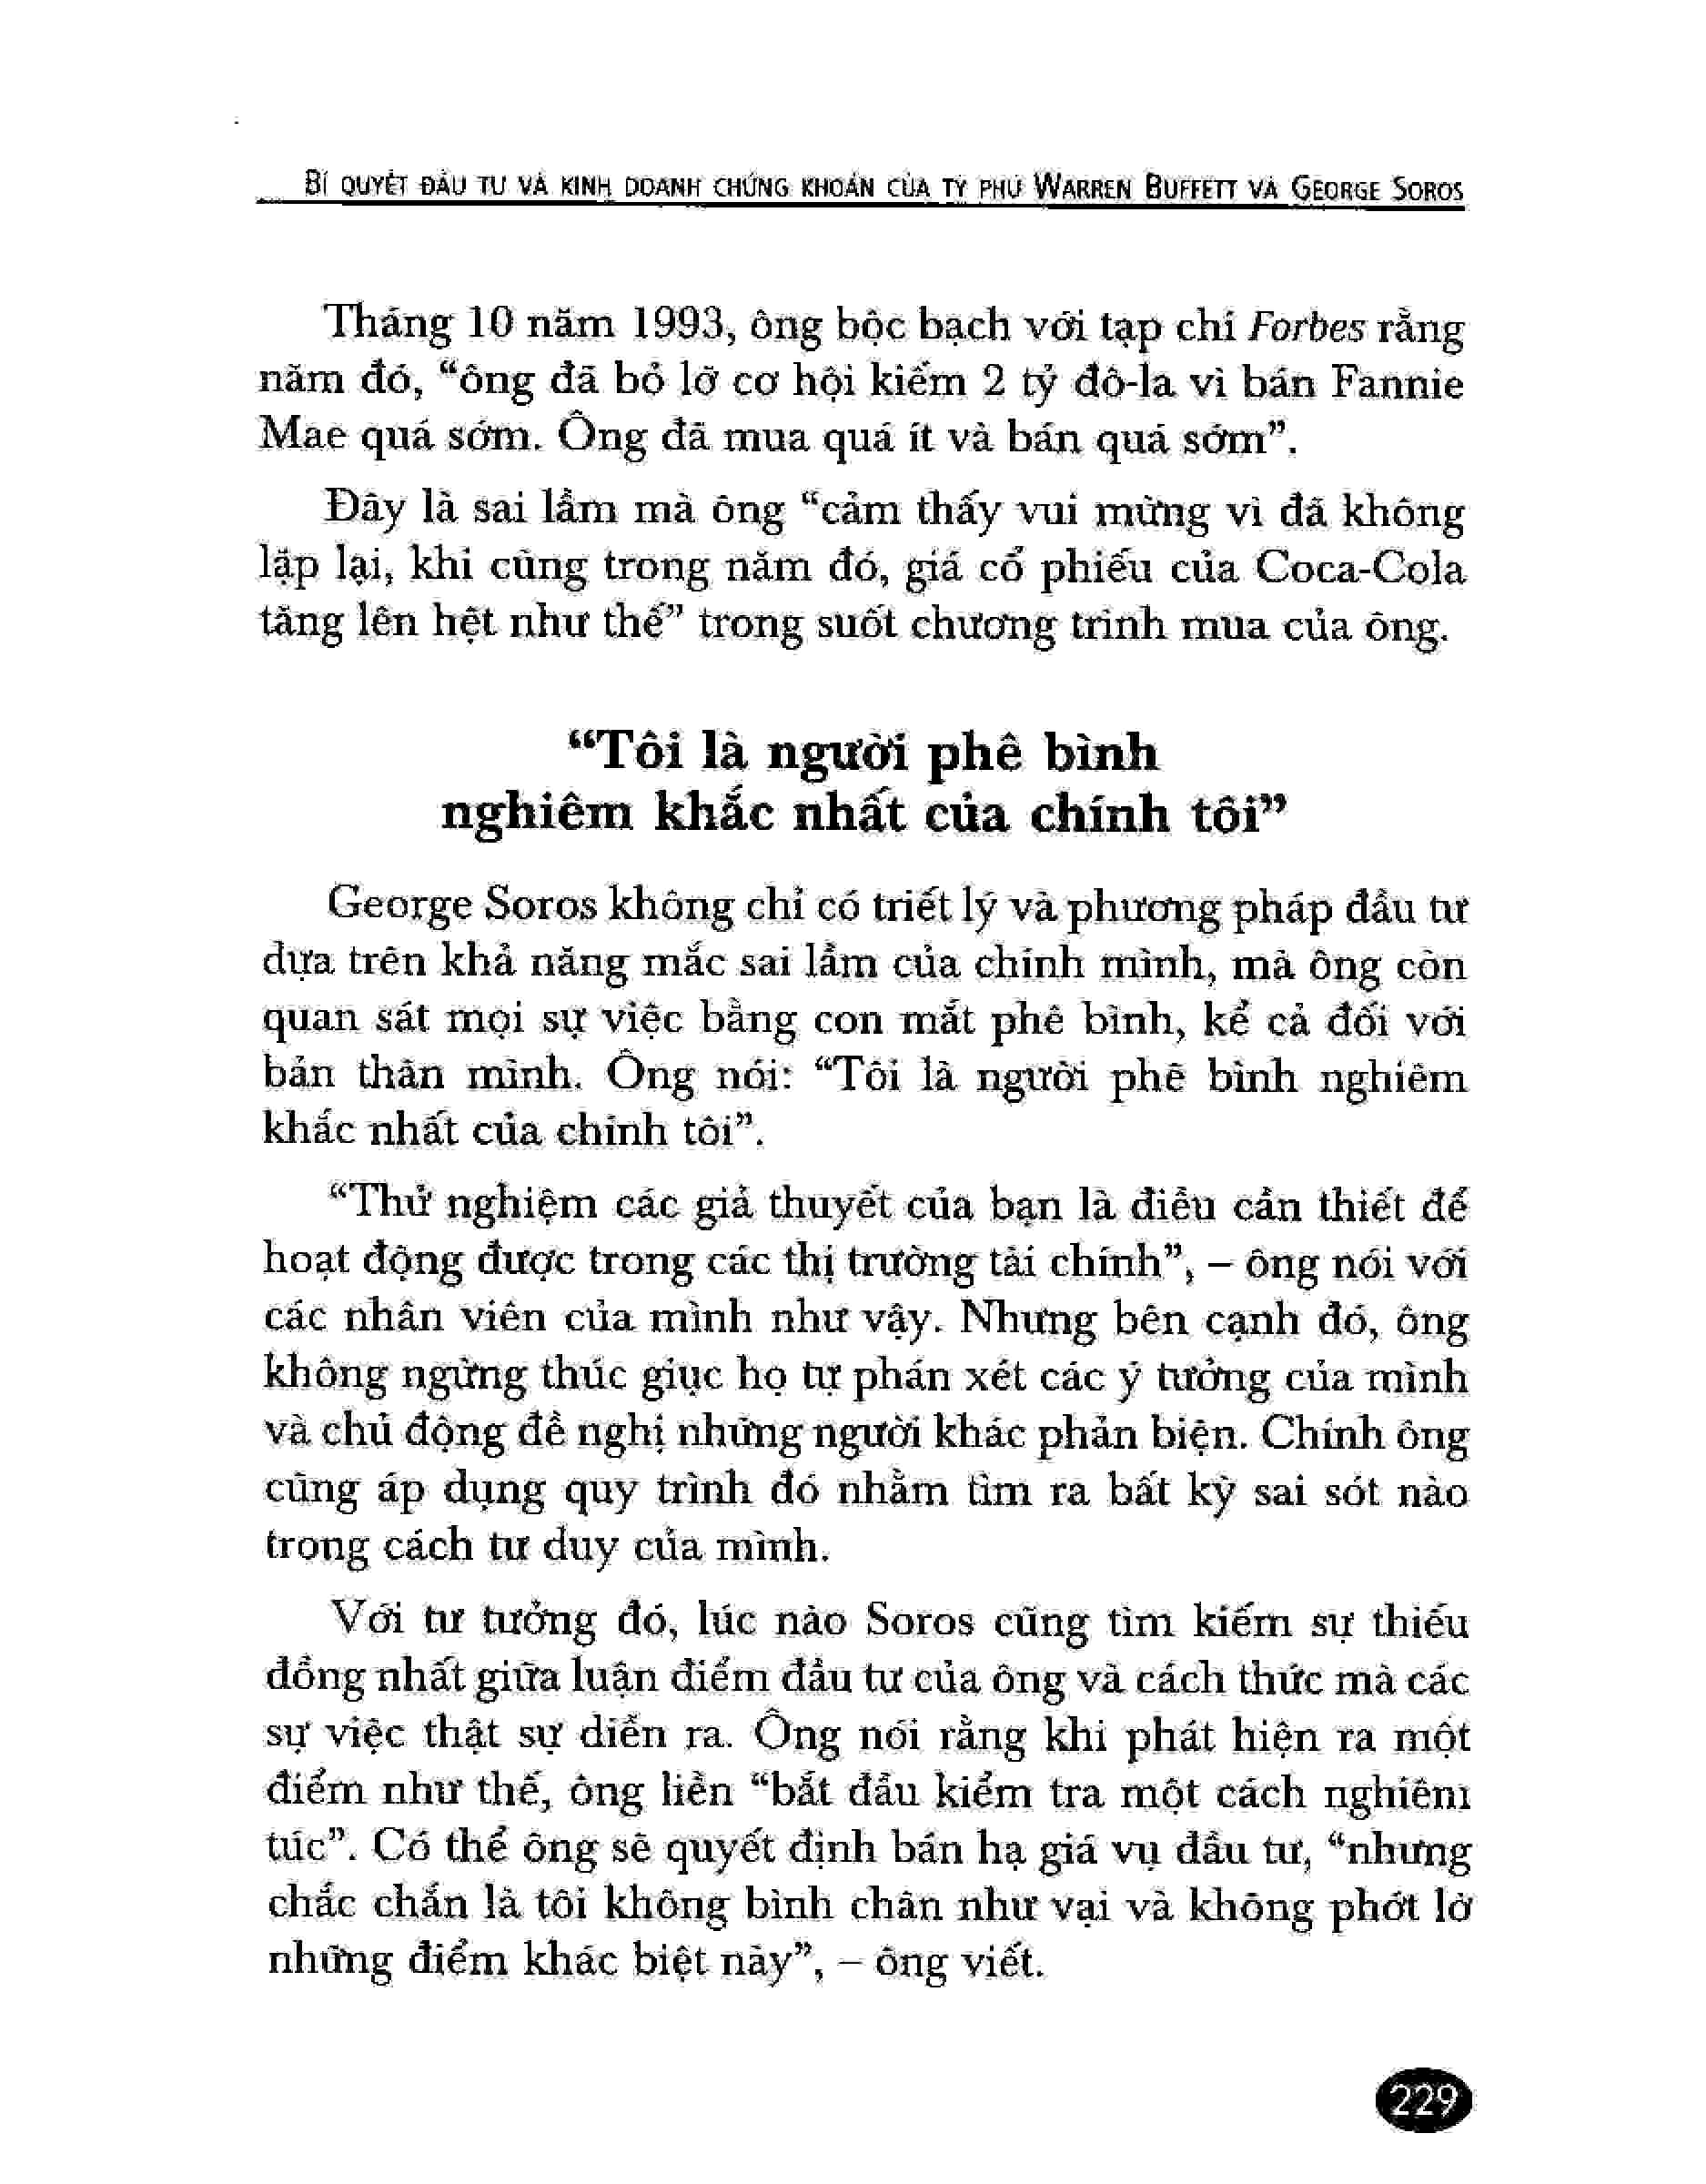 BÍ QUYẾT ĐẦU TƯ VÀ KINH DOANH CHỨNG KHOÁN CỦA TỶ PHÚ WARREN BUFFETT VÀ GEORGE SOROS
Tháng 10 năm 1993, ông bộc bạch với tạp chí Forbes rằng
năm đó, “ông đã bỏ lỡ cơ hội kiếm 2 tỷ đô-la vì bán Fannie
Mae quá sớm. Ông đã mua quá ít và bán quá sớm”.
Đây là sai lầm mà ông “cảm thấy vui mừng vì đã không
lặp lại, khi cũng trong năm đó, giá cổ phiếu của Coca-Cola
tăng lên hệt như thế” trong suốt chương trình mua của ông.
“Tôi là người phê bình
nghiêm khắc nhất của chính tôi”
George Soros không chỉ có triết lý và phương pháp đầu tư
dựa trên khả năng mắc sai lầm của chính mình, mà ông còn
quan sát mọi sự việc bằng con mắt phê bình, kể cả đối với
bản thân mình. Ông nói: “Tôi là người phê bình nghiêm
khắc nhất của chính tôi”.
“Thử nghiệm các giả thuyết của bạn là điều cần thiết để
hoạt động được trong các thị trường tài chính”, – ông nói với
các nhân viên của mình như vậy. Nhưng bên cạnh đó, ông
không ngừng thúc giục họ tự phán xét các ý tưởng của mình
và chủ động đề nghị những người khác phản biện. Chính ông
cũng áp dụng quy trình đó nhằm tìm ra bất kỳ sai sót nào
trong cách tư duy của mình.
Với tư tưởng đó, lúc nào Soros cũng tìm kiếm sự thiếu
đồng nhất giữa luận điểm đầu tư của ông và cách thức mà các
sự việc thật sự diễn ra. Ông nói rằng khi phát hiện ra một
điểm như thế, ông liền “bắt đầu kiểm tra một cách nghiêm
túc”. Có thể ông sẽ quyết định bán hạ giá vụ đầu tư, “nhưng
chắc chắn là tôi không bình chân như vại và không phớt lờ
những điểm khác biệt này”, – ông viết.
229